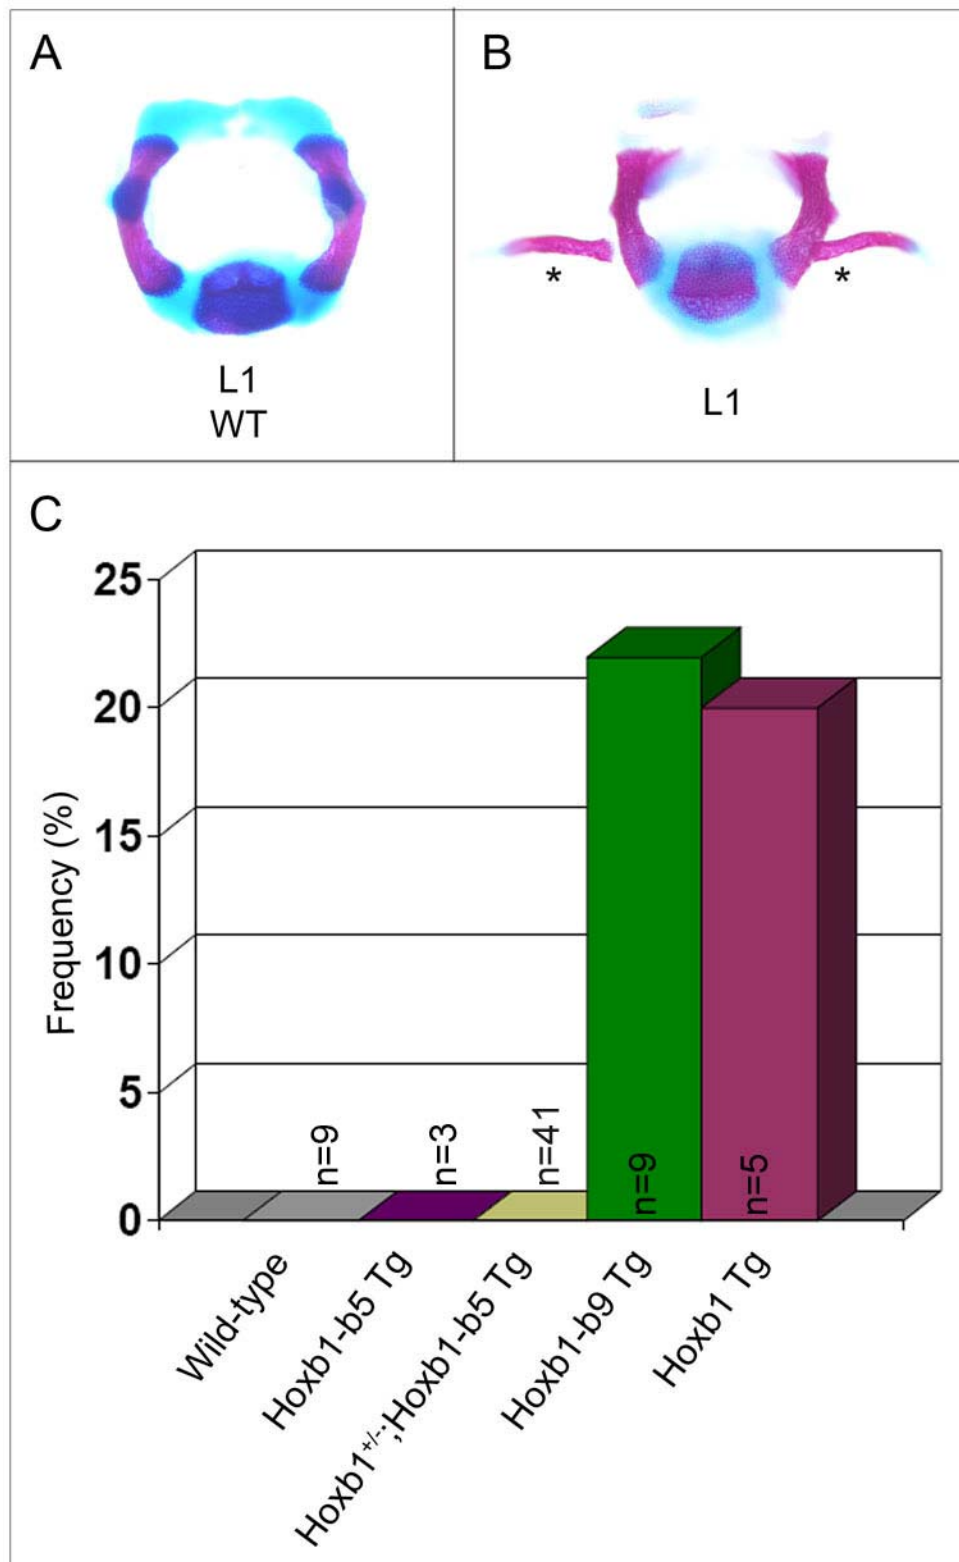 A
B
*
*
L1
WT
L1
C
Frequency (%)
25
20
15
10
5
0
n=9
n=3
n=41
n=9
n=5
Wild-type
Hoxb1-b5 Tg
Hoxb1+/-;Hoxb1-b5 Tg
Hoxb1-b9 Tg
Hoxb1 Tg